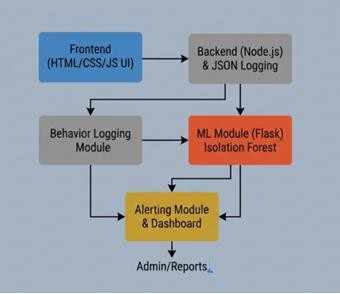 Frontend
(HTML/CSS/JS UI)
Backend (Node.js)
& JSON Logging
Behavior Logging
Module
ML Module (Flask)
Isolation Forest
Alerting Module
& Dashboard
Admin/Reports